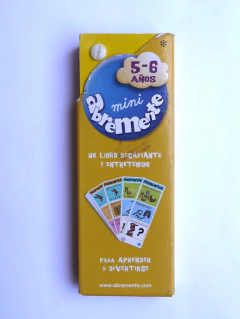 5-6
AÑOS
mini
abremente
UN LIBRO DESAFIANTE
Y ENTRETENIDO
PARA APRENDER
Y DIVERTIRSE
www.abremente.com